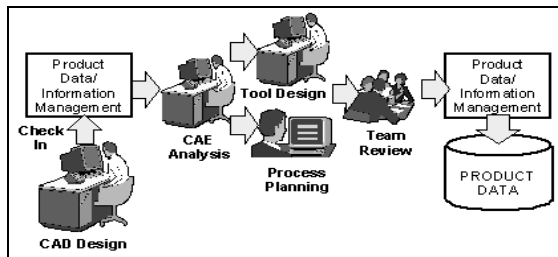 Product
Data/
Information
Management
Check
In
CAD Design
CAE
Analysis
Tool Design
Process
Planning
Team
Review
Product
Data/
Information
Management
PRODUCT
DATA